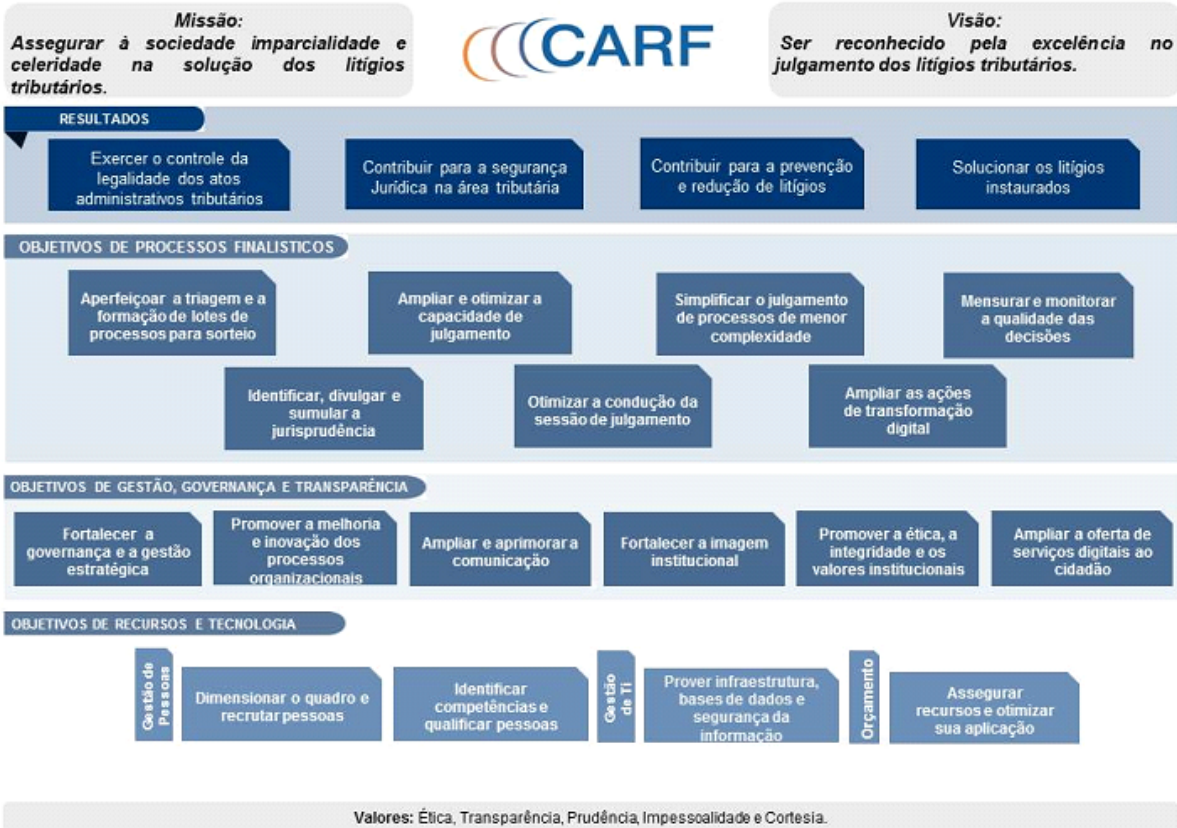 Missão:
Assegurar à sociedade imparcialidade e
celeridade na solução dos litígios
tributários.
CARF
Visão:
Ser reconhecido pela excelência no
julgamento dos litígios tributários.
RESULTADOS
Exercer o controle da
legalidade dos atos
administrativos tributários
Contribuir para a segurança
Jurídica na área tributária
Contribuir para a prevenção
e redução de litígios
Solucionar os litígios
instaurados
OBJETIVOS DE PROCESSOS FINALISTICOS
Aperfeiçoar a triagem e a
formação de lotes de
processos para sorteio
Ampliar e otimizar a
capacidade de
julgamento
Simplificar o julgamento
de processos de menor
complexidade
Mensurar e monitorar
a qualidade das
decisões
Identificar, divulgar e
sumular a
jurisprudência
Otimizar a condução da
sessão de julgamento
Ampliar as ações
de transformação
digital
OBJETIVOS DE GESTÃO, GOVERNANÇA E TRANSPARÊNCIA
Fortalecer a
governança e a gestão
estratégica
Promover a melhoria
e inovação dos
processos
organizacionais
Ampliar e aprimorar a
comunicação
Fortalecer a imagem
institucional
Promover a ética, a
integridade e os
valores institucionais
Ampliar a oferta de
serviços digitais ao
cidadão
OBJETIVOS DE RECURSOS E TECNOLOGIA
Gestão de
Pessoas
Dimensionar o quadro e
recrutar pessoas
Identificar
competências e
qualificar pessoas
Gestão
de Ti
Prover infraestrutura,
bases de dados e
segurança da
informação
Orçamento
Assegurar
recursos e otimizar
sua aplicação
Valores: Ética, Transparência, Prudência, Impessoalidade e Cortesia.